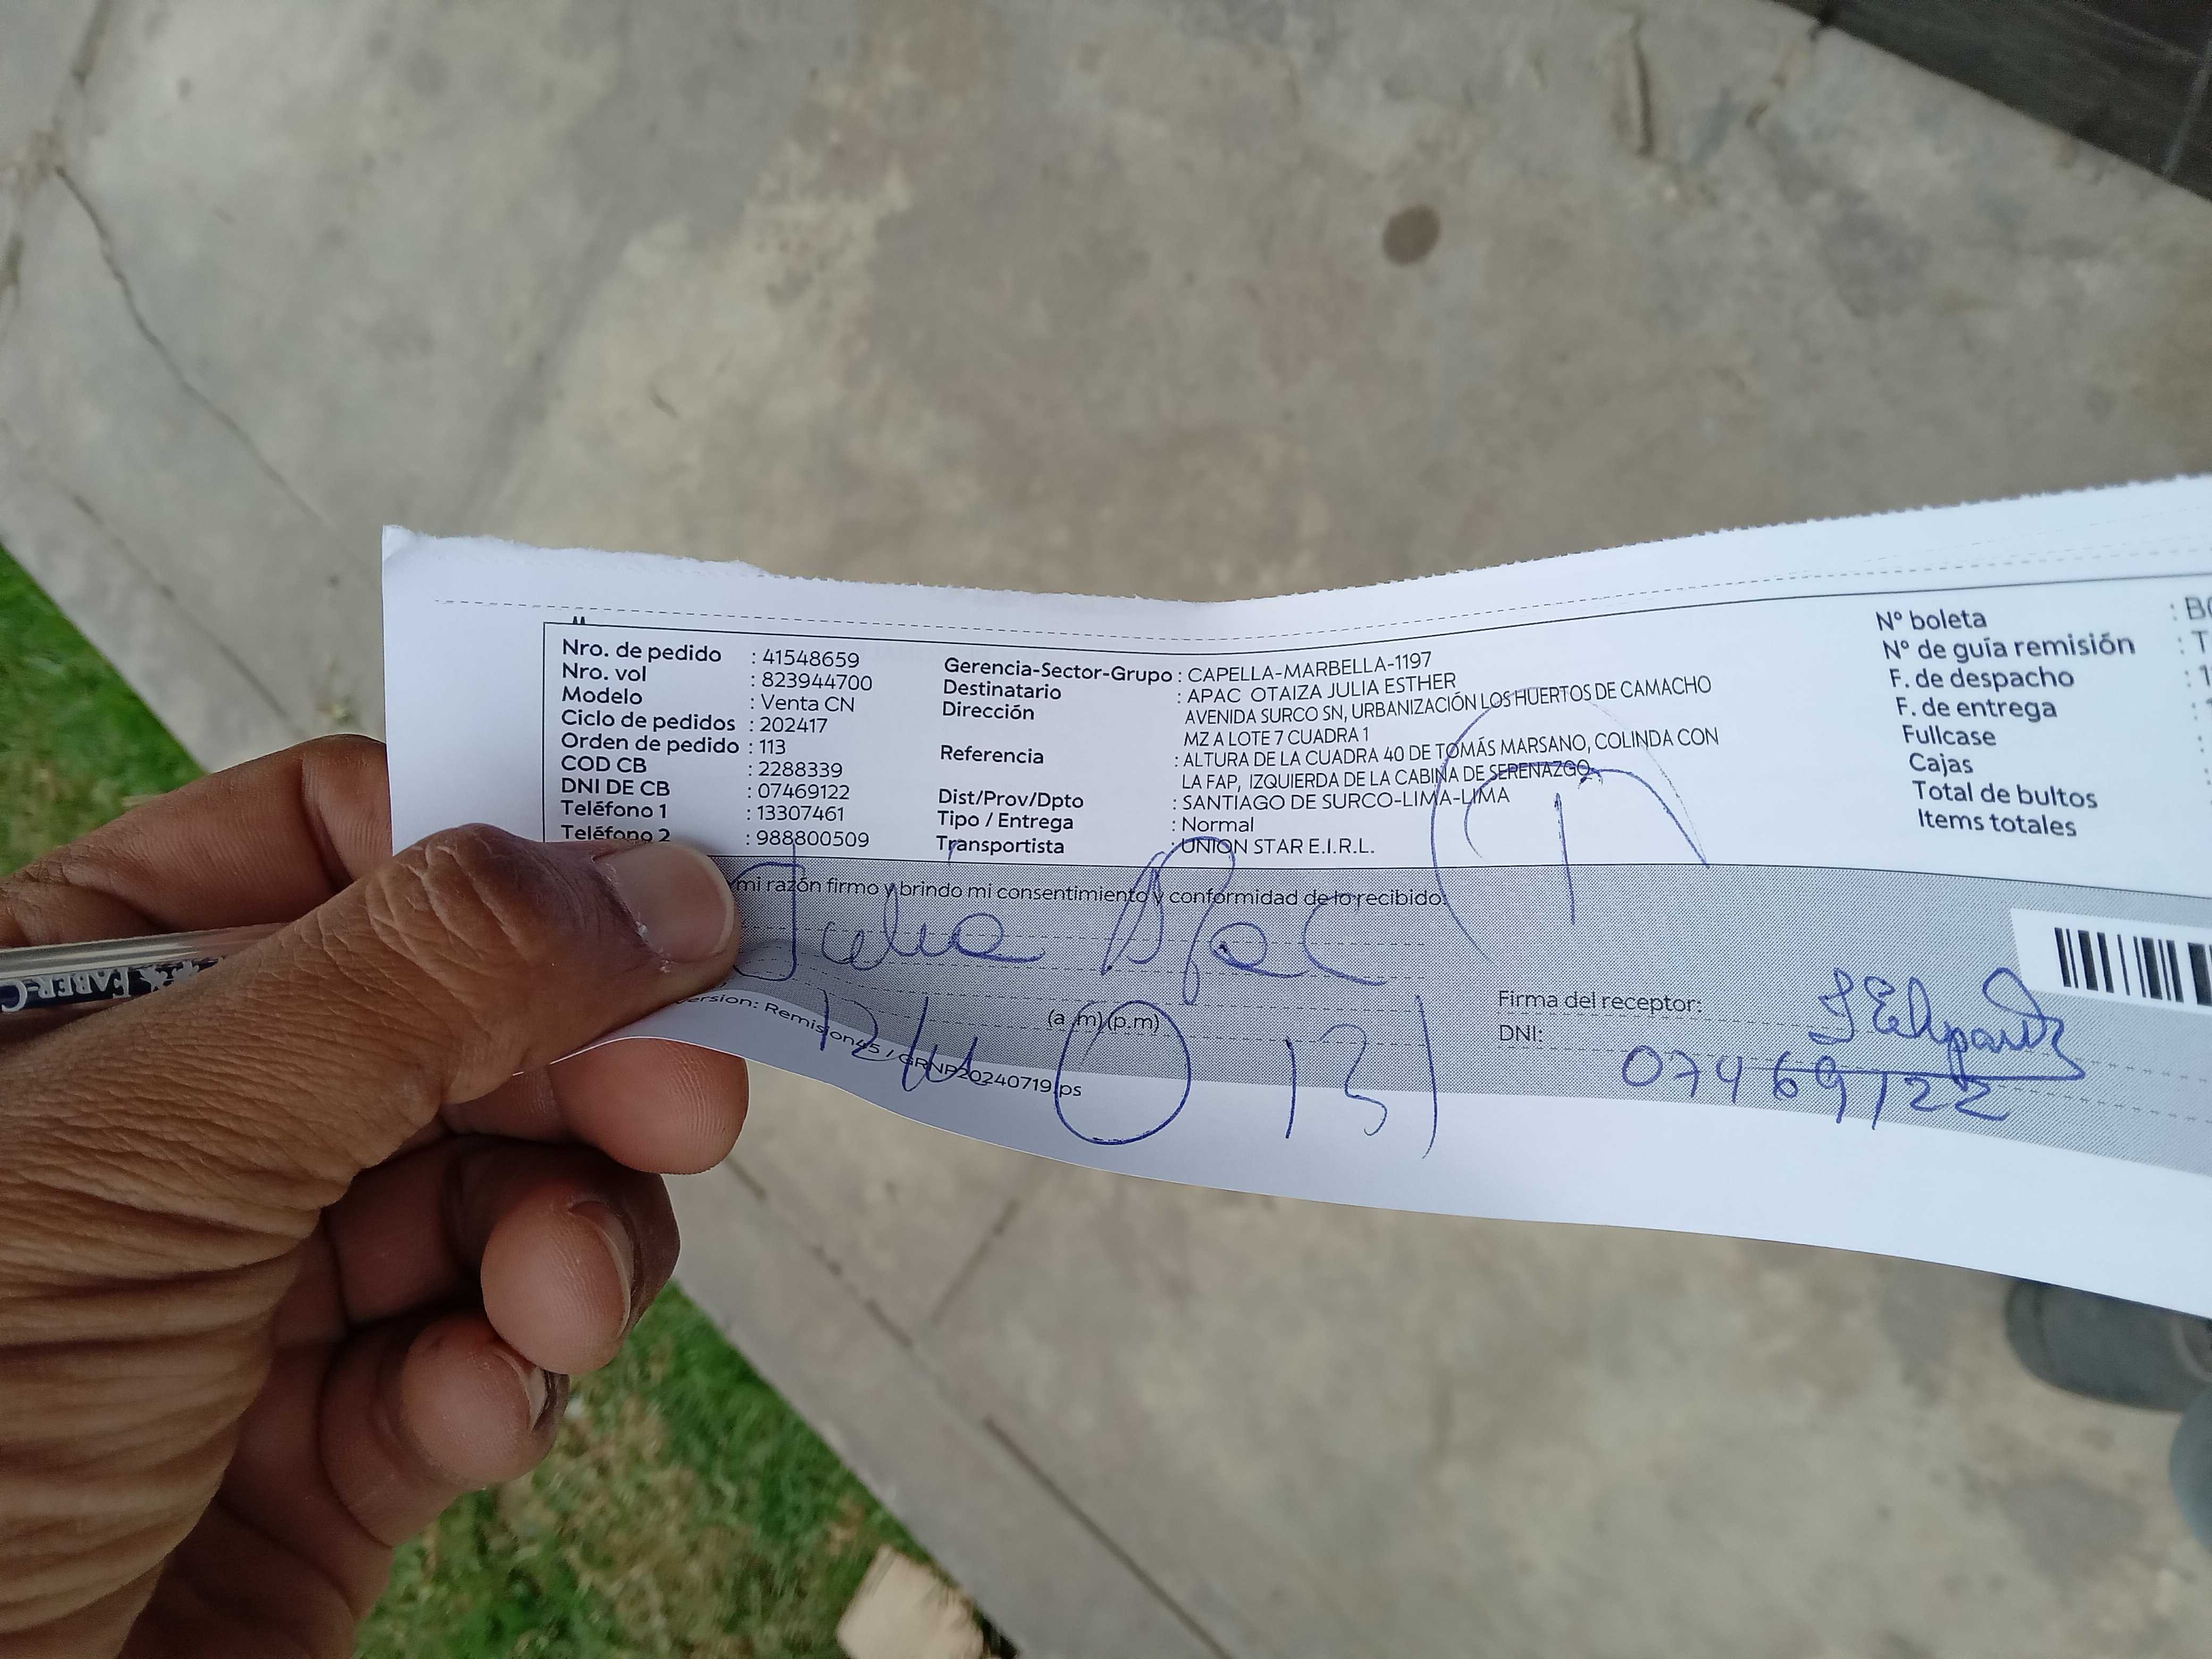 Nro. de pedido : 41548659
Nro. vol : 823944700
Modelo : Venta CN
Ciclo de pedidos : 202417
Orden de pedido : 113
COD CB : 2288339
DNI DE CB : 07469122
Teléfono 1 : 13307461
Teléfono 2 : 988800509
Gerencia-Sector-Grupo : CAPELLA-MARBELLA-1197
Destinatario : APAC OTAIZA JULIA ESTHER
Dirección AVENIDA SURCO SN, URBANIZACIÓN LOS HUERTOS DE CAMACHO
MZ A LOTE 7 CUADRA 1
Referencia : ALTURA DE LA CUADRA 40 DE TOMÁS MARSANO, COLINDA CON
LA FAP, IZQUIERDA DE LA CABINA DE SERENAZGO.
Dist/Prov/Dpto : SANTIAGO DE SURCO-LIMA-LIMA
Tipo / Entrega : Normal
Transportista : UNION STAR E.I.R.L.
Nº boleta :
Nº de guía remisión : T
F. de despacho : 1
F. de entrega :
Fullcase :
Cajas :
Total de bultos
Items totales
mi razón firmo y brindo mi consentimiento y conformidad de lo recibido.
Julia Apac
(a.m)(p.m)
Firma del receptor:
DNI: 07469122
ersion: Remision45 / GRNP20240719.ps
FABER-C